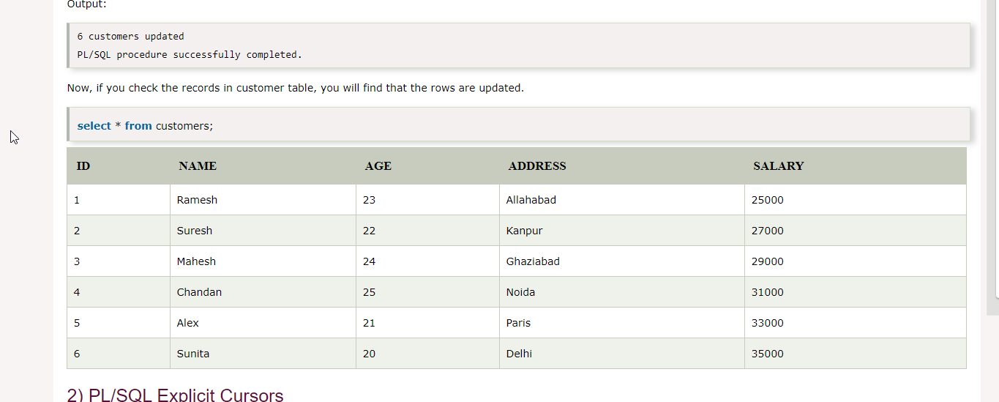 Output:
6 customers updated
PL/SQL procedure successfully completed.
Now, if you check the records in customer table, you will find that the rows are updated.
select * from customers;
ID NAME AGE ADDRESS SALARY
1 Ramesh 23 Allahabad 25000
2 Suresh 22 Kanpur 27000
3 Mahesh 24 Ghaziabad 29000
4 Chandan 25 Noida 31000
5 Alex 21 Paris 33000
6 Sunita 20 Delhi 35000
2) PL/SQL Explicit Cursors